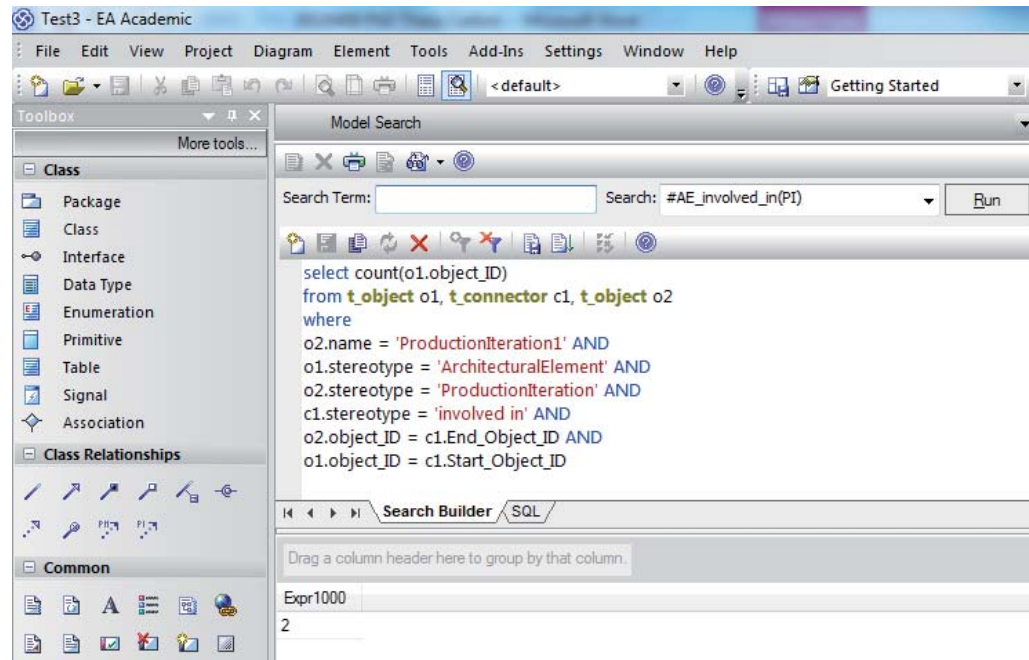 Test3 - EA Academic
File Edit View Project Diagram Element Tools Add-Ins Settings Window Help
<default> Getting Started
Toolbox
More tools...
Class
Package
Class
Interface
Data Type
Enumeration
Primitive
Table
Signal
Association
Class Relationships
Common
Model Search
Search Term: Search: #AE_involved_in(PI) Run
select count(o1.object_ID)
from t_object o1, t_connector c1, t_object o2
where
o2.name = 'ProductionIteration1' AND
o1.stereotype = 'ArchitecturalElement' AND
o2.stereotype = 'ProductionIteration' AND
c1.stereotype = 'involved in' AND
o2.object_ID = c1.End_Object_ID AND
o1.object_ID = c1.Start_Object_ID
Search Builder SQL
Drag a column header here to group by that column.
Expr1000
2